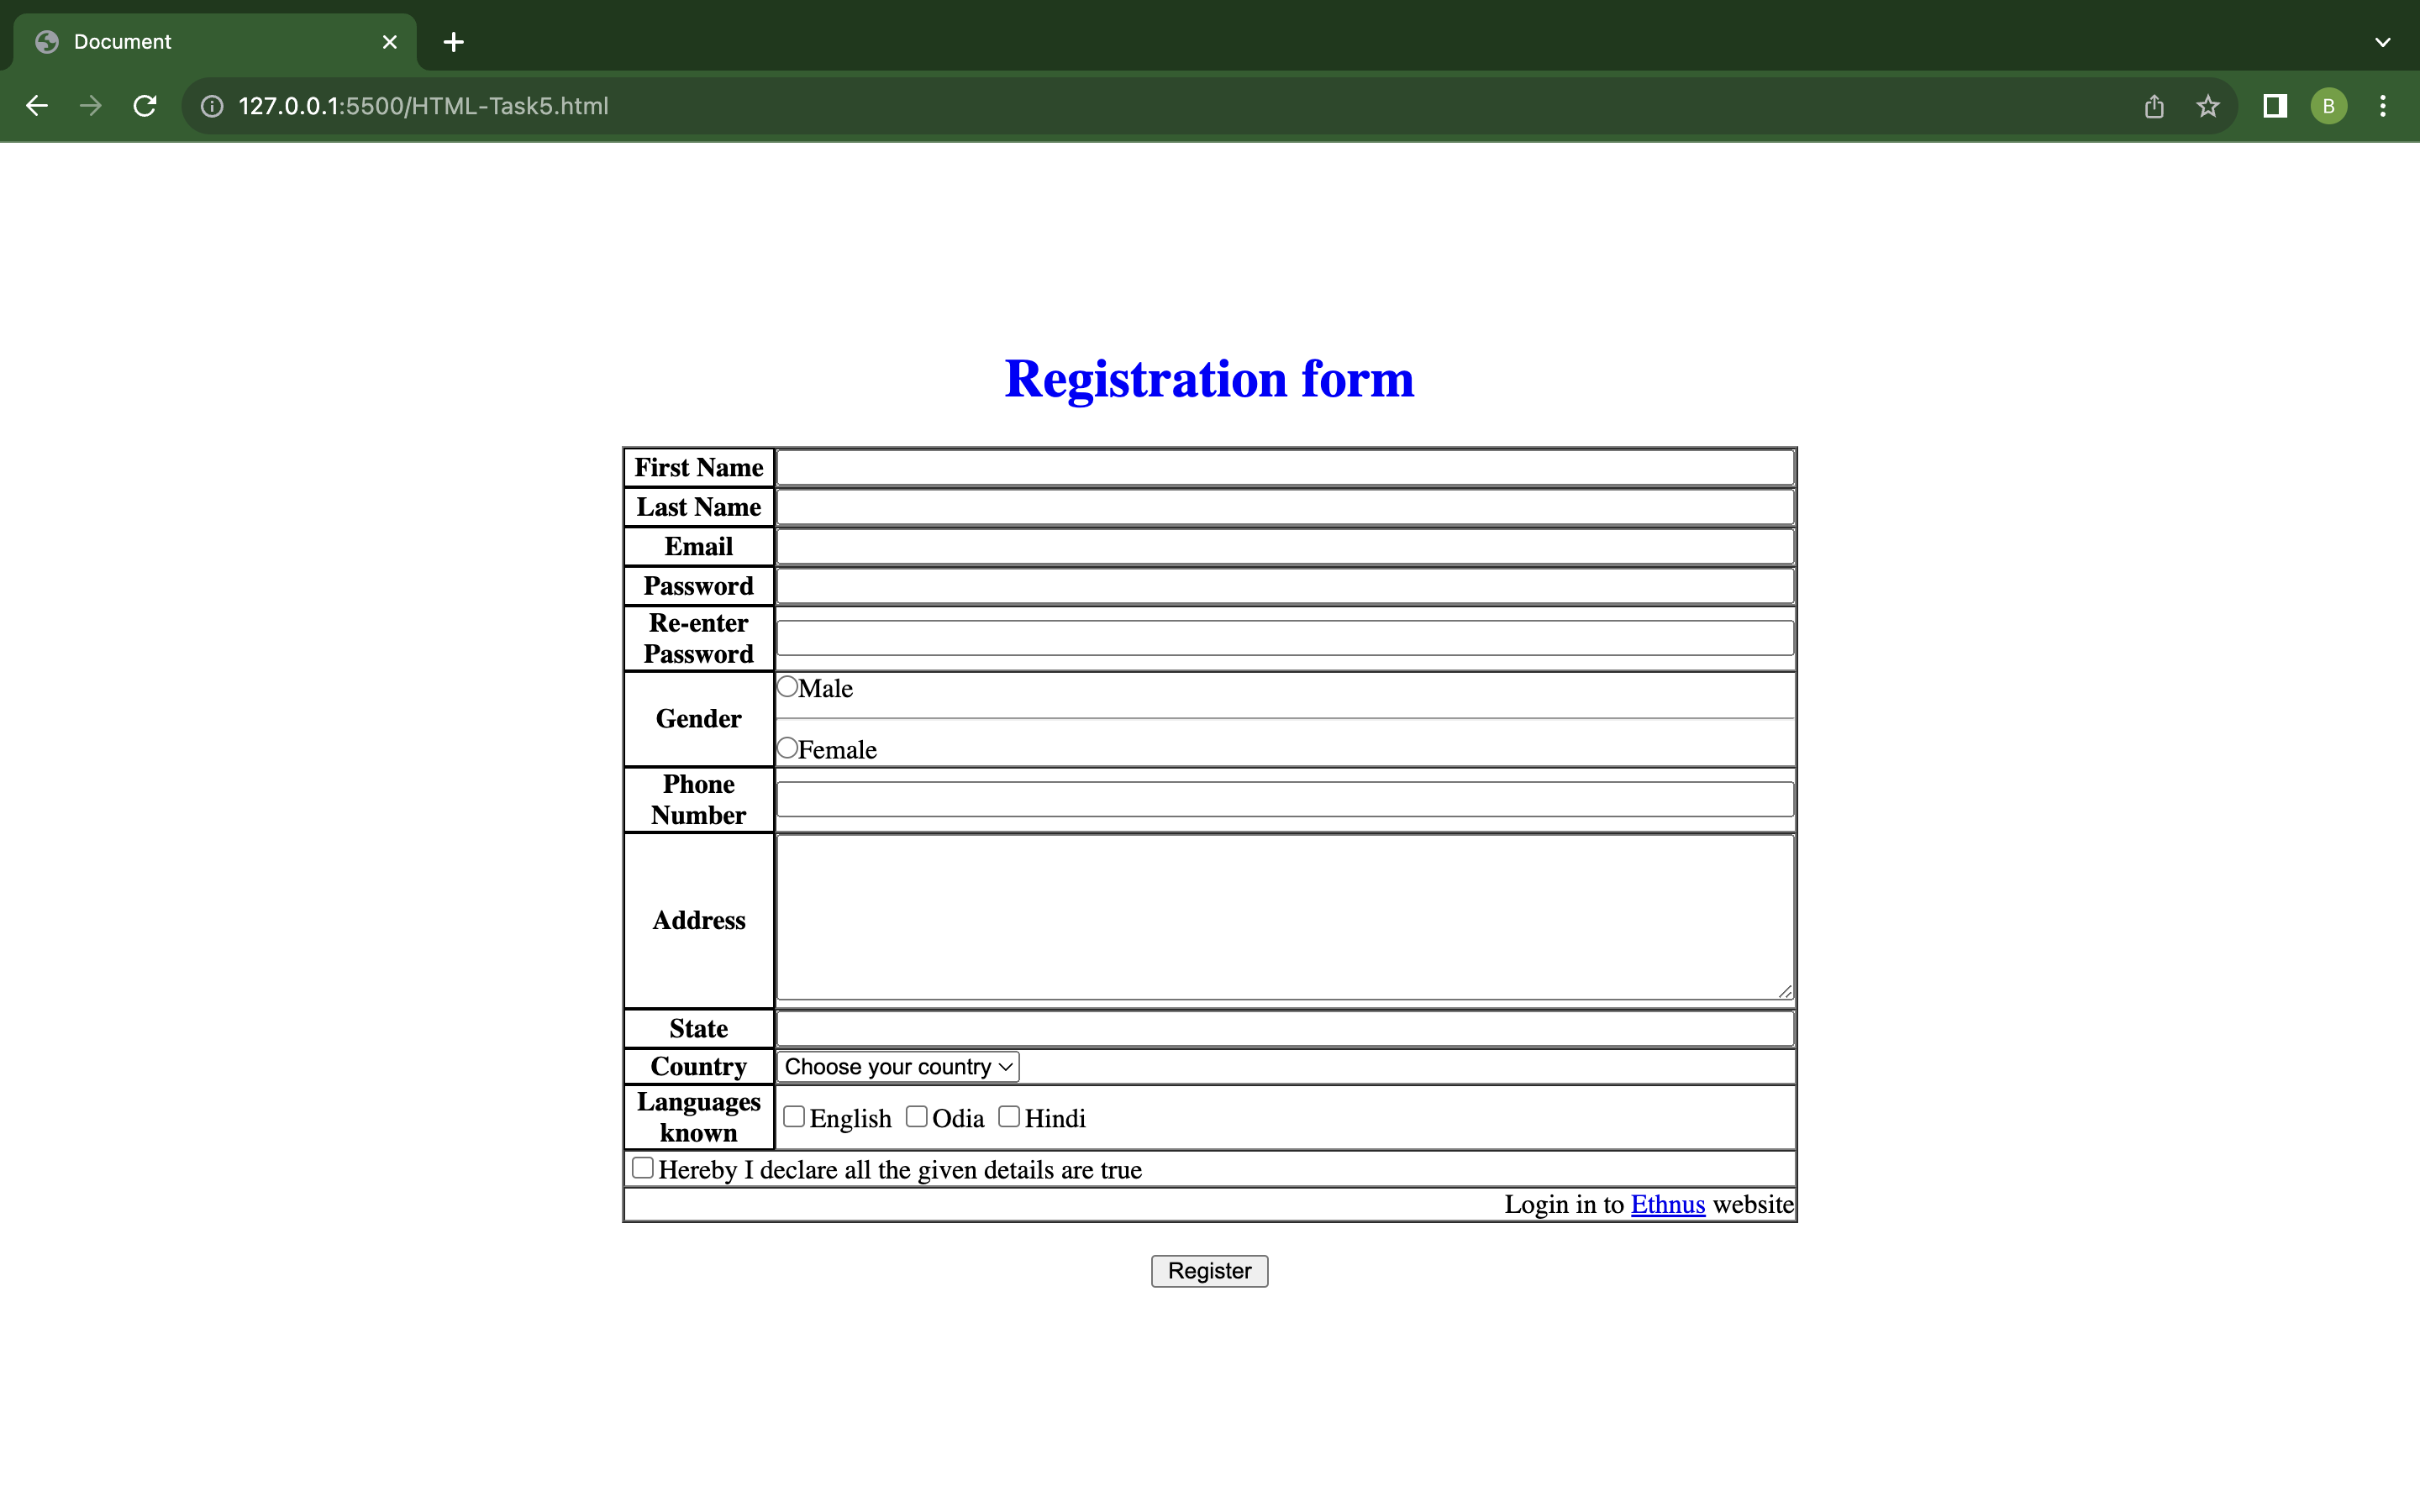 Document
127.0.0.1:5500/HTML-Task5.html
B
Registration form
First Name
Last Name
Email
Password
Re-enter
Password
Gender
Male
Female
Phone
Number
Address
State
Country
Choose your country
Languages
known
English Odia Hindi
Hereby I declare all the given details are true
Login in to Ethnus website
Register